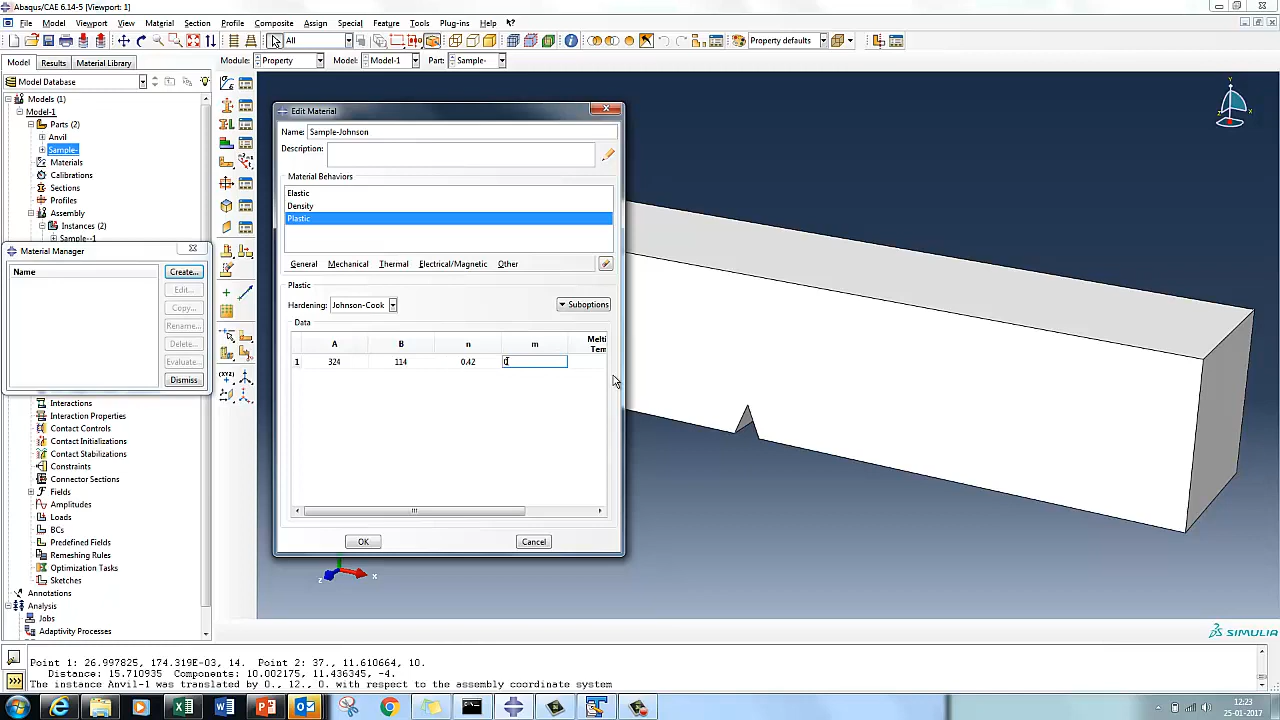 Abaqus/CAE 6.14-5 [Viewport: 1]
File Model Viewport View Material Section Profile Composite Assign Special Feature Tools Plug-ins Help
All Property defaults
Model Results Material Library Module: Property Model: Model-1 Part: Sample-
Model Database
Models (1)
Model-1
Parts (2)
Anvil
Sample-
Materials
Calibrations
Sections
Profiles
Assembly
Instances (2)
Sample--1
Material Manager
Name
Create...
Edit...
Copy...
Rename...
Delete...
Evaluate...
Dismiss
Interactions
Interaction Properties
Contact Controls
Contact Initializations
Contact Stabilizations
Constraints
Connector Sections
Fields
Amplitudes
Loads
BCs
Predefined Fields
Remeshing Rules
Optimization Tasks
Sketches
Annotations
Analysis
Jobs
Adaptivity Processes
Edit Material
Name: Sample-Johnson
Description:
Material Behaviors
Elastic
Density
Plastic
General Mechanical Thermal Electrical/Magnetic Other
Plastic
Hardening: Johnson-Cook Suboptions
Data
A B n m Melti
Tem
1 324 114 0.42 0
OK Cancel
Y
X
z x
SIMULIA
Point 1: 26.997825, 174.319E-03, 14. Point 2: 37., 11.610664, 10.
Distance: 15.710935 Components: 10.002175, 11.436345, -4.
The instance Anvil-1 was translated by 0., 12., 0. with respect to the assembly coordinate system
12:23
25-01-2017